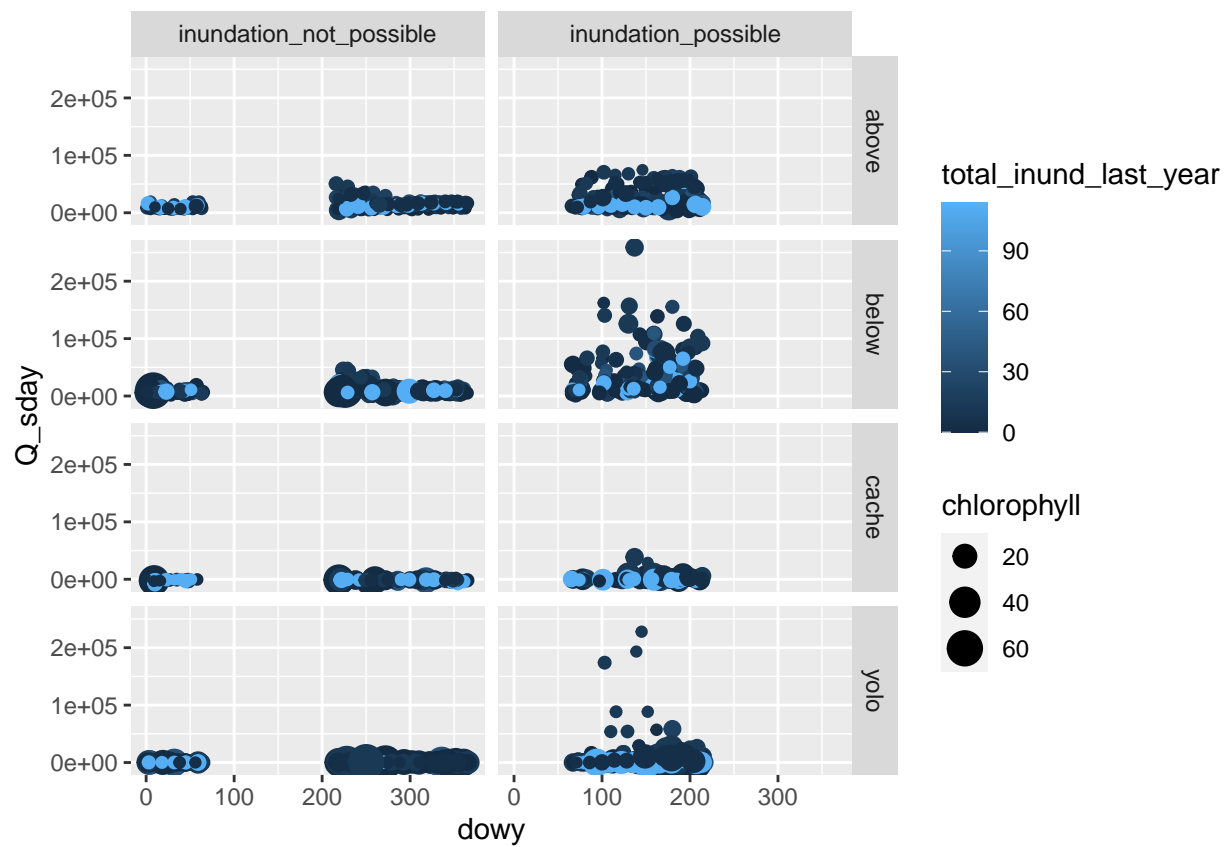 inundation_not_possible
inundation_possible
2e+05
1e+05
0e+00
above
2e+05
1e+05
0e+00
below
2e+05
1e+05
0e+00
cache
2e+05
1e+05
0e+00
yolo
0
100
200
300
0
100
200
300
dowy
Q_sday
total_inund_last_year
90
60
30
0
chlorophyll
20
40
60